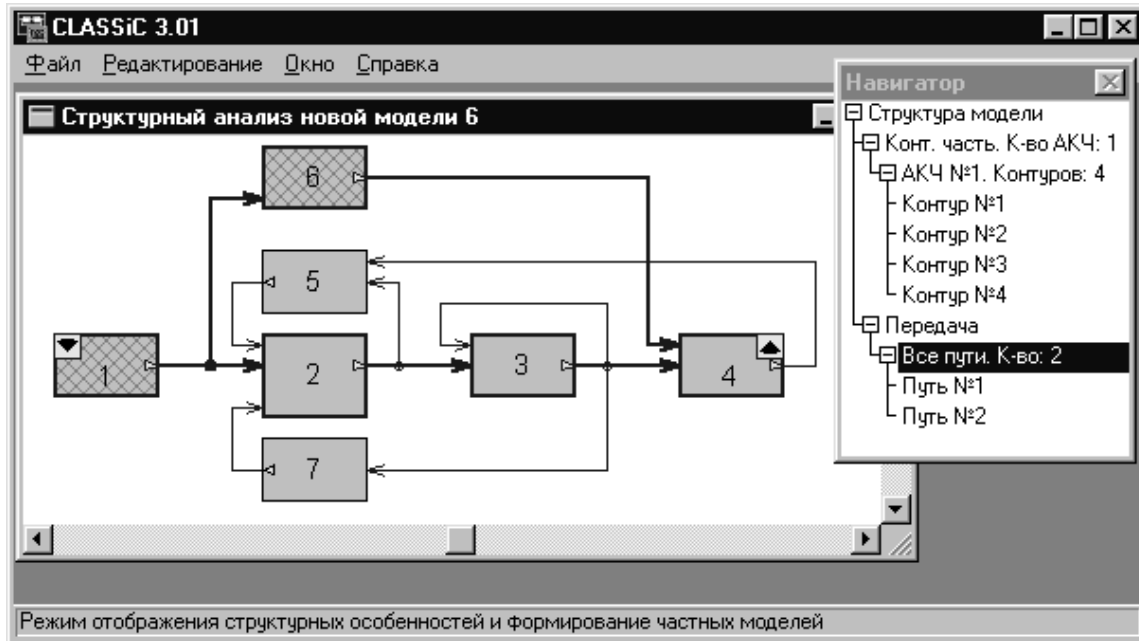 CLASSiC 3.01
Файл Редактирование Окно Справка
Структурный анализ новой модели 6
6
5
1
2
3
4
7
Навигатор
Структура модели
Конт. часть. К-во АКЧ: 1
АКЧ №1. Контуров: 4
Контур №1
Контур №2
Контур №3
Контур №4
Передача
Все пути. К-во: 2
Путь №1
Путь №2
Режим отображения структурных особенностей и формирование частных моделей